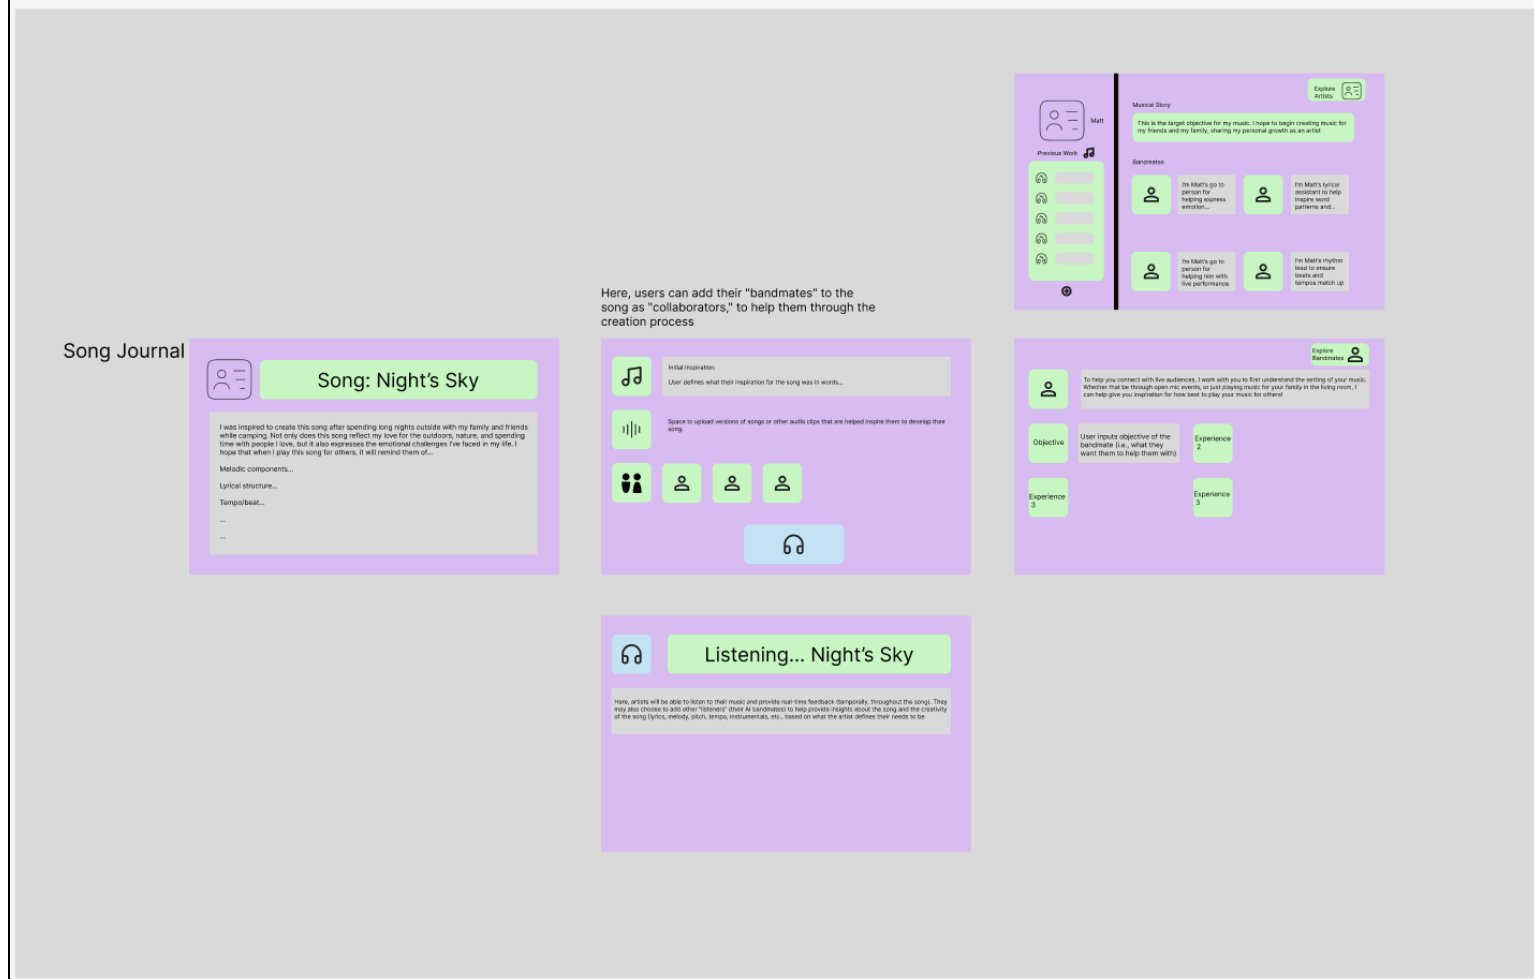 Explore
Artists
Musical Story
Matt
This is the target objective for my music. I hope to begin creating music for
my friends and my family, sharing my personal growth as an artist
Previous Work
Bandmates
I'm Matt's go to
person for
helping express
emotion...
I'm Matt's lyrical
assistant to help
inspire word
patterns and...
I'm Matt's go to
person for
helping him with
live performance
I'm Matt's rhythm
lead to ensure
beats and
tempos match up
Here, users can add their "bandmates" to the
song as "collaborators," to help them through the
creation process
Song Journal
Song: Night's Sky
I was inspired to create this song after spending long nights outside with my family and friends
while camping. Not only does this song reflect my love for the outdoors, nature, and spending
time with people I love, but it also expresses the emotional challenges I've faced in my life. I
hope that when I play this song for others, it will remind them of...
Melodic components...
Lyrical structure...
Tempo/beat...
...
...
Initial Inspiration:
User defines what their inspiration for the song was in words...
Space to upload versions of songs or other audio clips that are helped inspire them to develop their
song.
Explore
Bandmates
To help you connect with live audiences, I work with you to first understand the setting of your music.
Whether that be through open mic events, or just playing music for your family in the living room, I
can help give you inspiration for how best to play your music for others!
Objective
User inputs objective of the
bandmate (i.e., what they
want them to help them with)
Experience
2
Experience
3
Experience
3
Listening... Night's Sky
Here, artists will be able to listen to their music and provide real-time feedback (temporally, throughout the song). They
may also choose to add other "listeners" (their AI bandmates) to help provide insights about the song and the creativity
of the song (lyrics, melody, pitch, tempo, instrumentals, etc., based on what the artist defines their needs to be